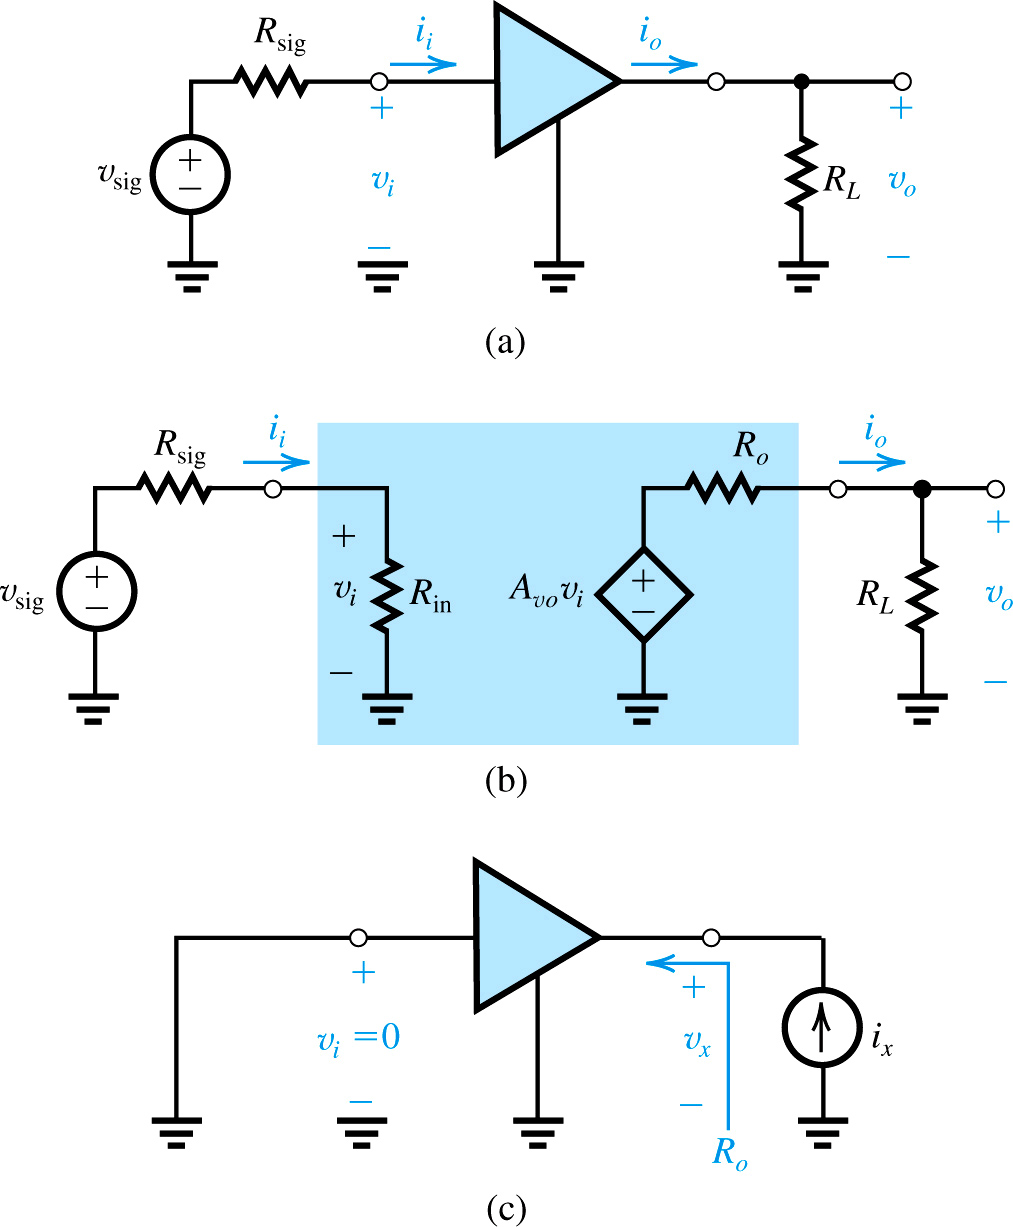 R_sig
i_i
i_o
+
+
+
−
v_sig
v_i
R_L
v_o
−
−
(a)
R_sig
i_i
R_o
i_o
+
+
−
v_sig
v_i
R_in
A_vo v_i
+
−
R_L
+
v_o
−
−
(b)
+
+
v_i = 0
v_x
i_x
−
−
R_o
(c)